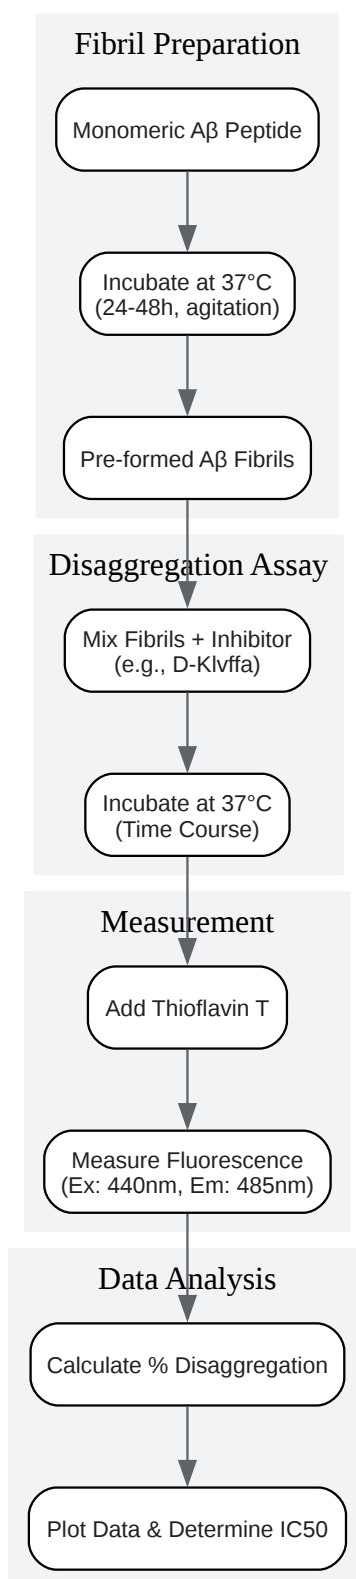 Fibril Preparation
Monomeric Aβ Peptide
Incubate at 37°C
(24-48h, agitation)
Pre-formed Aβ Fibrils
Disaggregation Assay
Mix Fibrils + Inhibitor
(e.g., D-Klvffa)
Incubate at 37°C
(Time Course)
Measurement
Add Thioflavin T
Measure Fluorescence
(Ex: 440nm, Em: 485nm)
Data Analysis
Calculate % Disaggregation
Plot Data & Determine IC50